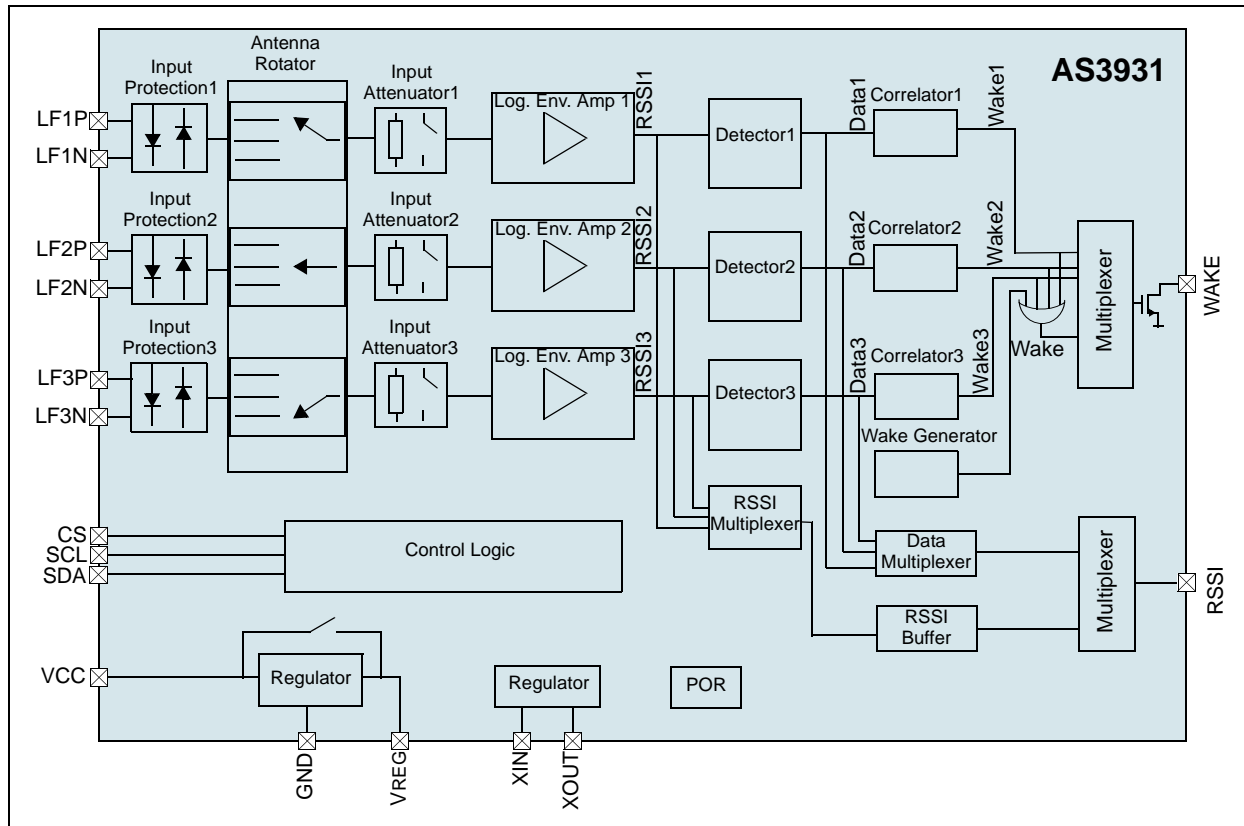 AS3931
Antenna
Rotator
Input
Protection1
Input
Attenuator1
Log. Env. Amp 1
RSSI1
Detector1
Data1
Correlator1
Wake1
LF1P
LF1N
Input
Protection2
Input
Attenuator2
Log. Env. Amp 2
RSSI2
Detector2
Data2
Correlator2
Wake2
LF2P
LF2N
Input
Protection3
Input
Attenuator3
Log. Env. Amp 3
RSSI3
Detector3
Data3
Correlator3
Wake3
Wake
Multiplexer
WAKE
LF3P
LF3N
Wake Generator
RSSI
Multiplexer
CS
SCL
SDA
Control Logic
Data
Multiplexer
RSSI
Buffer
Multiplexer
RSSI
VCC
Regulator
Regulator
POR
GND
VREG
XIN
XOUT